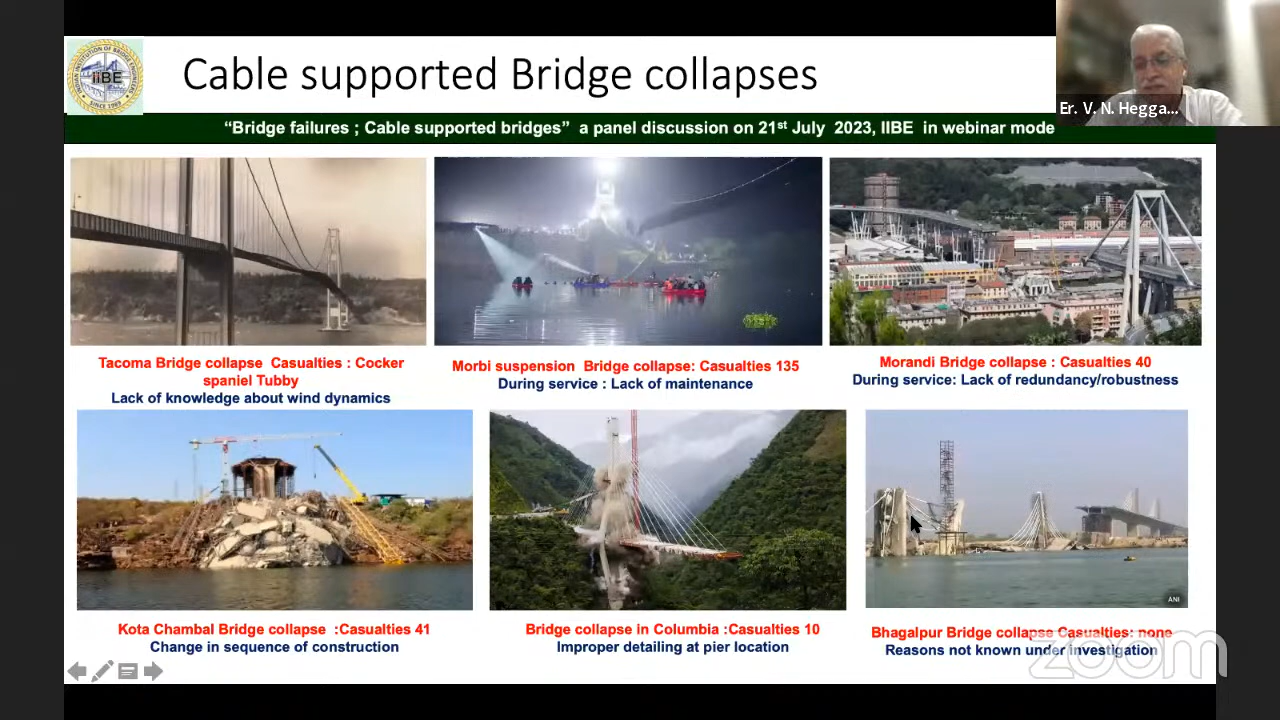 Cable supported Bridge collapses
IIBE
SINCE 1989
Er. V. N. Hegga...
“Bridge failures ; Cable supported bridges” a panel discussion on 21st July 2023, IIBE in webinar mode
Tacoma Bridge collapse Casualties : Cocker
spaniel Tubby
Lack of knowledge about wind dynamics
Morbi suspension Bridge collapse: Casualties 135
During service : Lack of maintenance
Morandi Bridge collapse : Casualties 40
During service: Lack of redundancy/robustness
Kota Chambal Bridge collapse :Casualties 41
Change in sequence of construction
Bridge collapse in Columbia :Casualties 10
Improper detailing at pier location
ANI
Bhagalpur Bridge collapse Casualties: none
Reasons not known under investigation
zoom